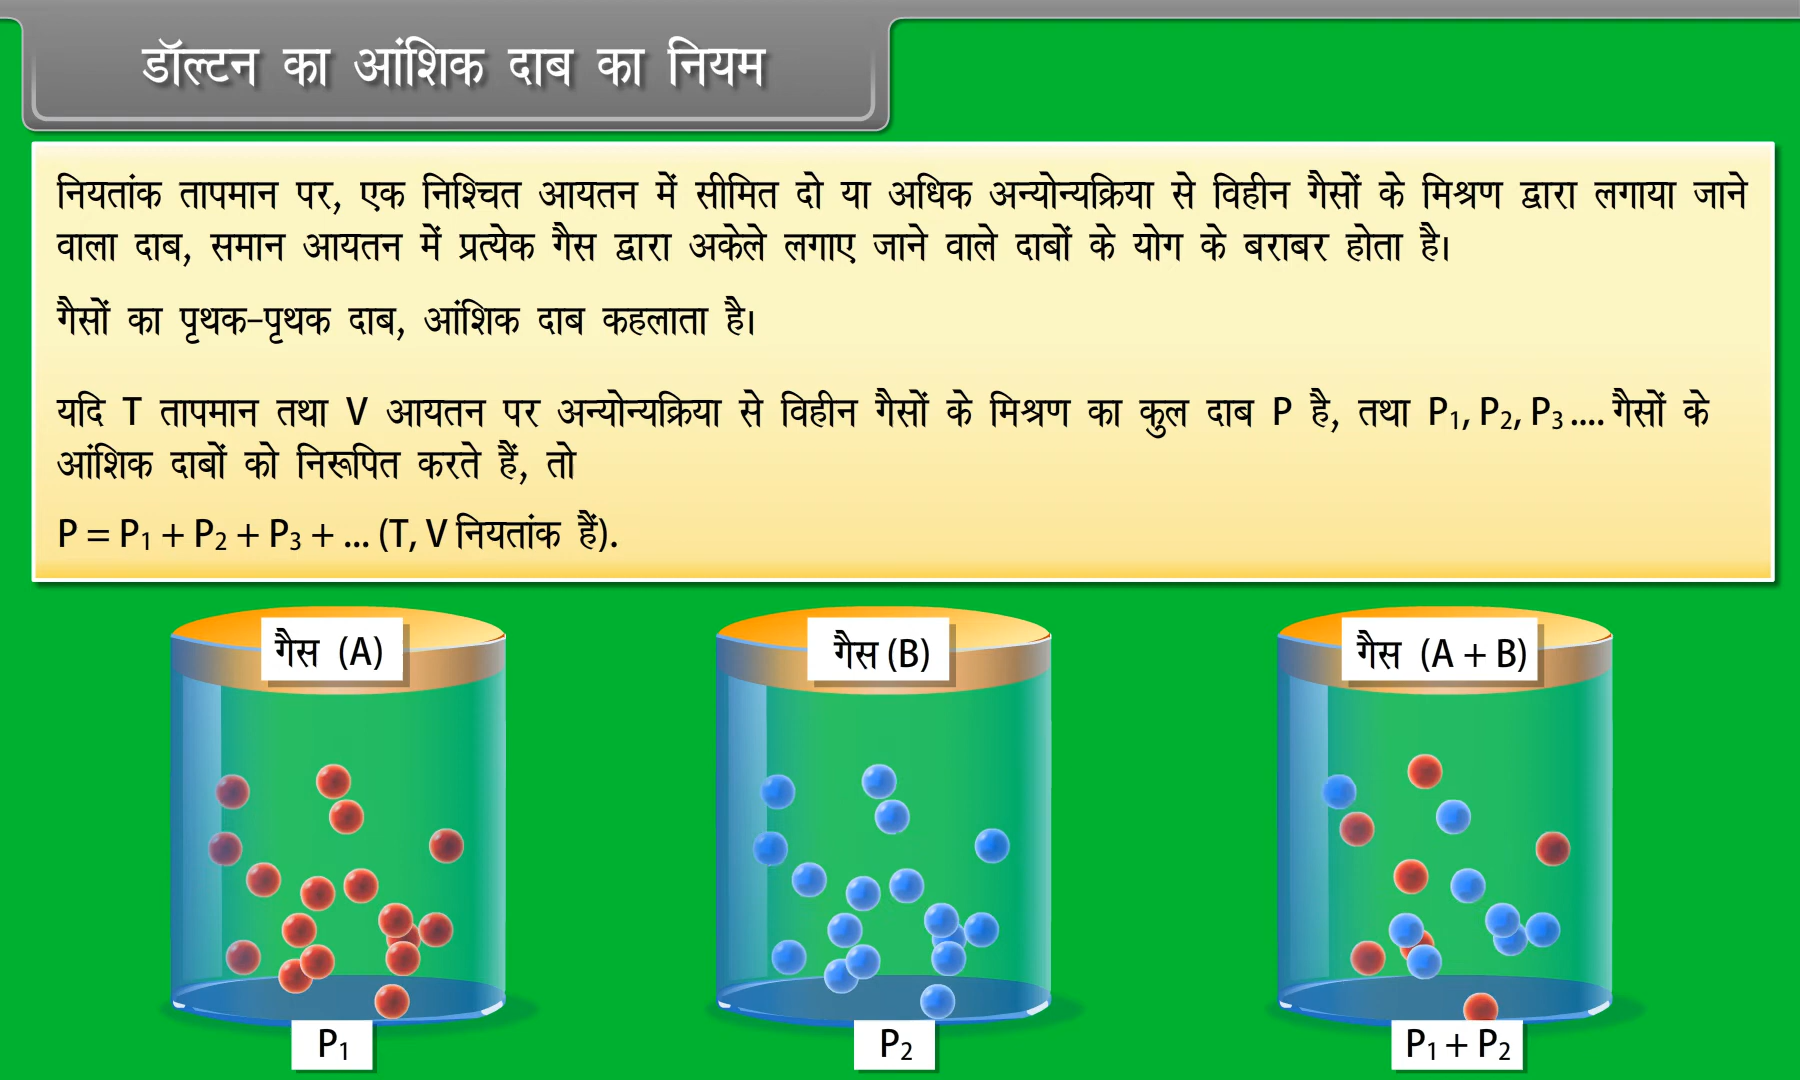 डॉल्टन का आंशिक दाब का नियम
नियतांक तापमान पर, एक निश्चित आयतन में सीमित दो या अधिक अन्योन्यक्रिया से विहीन गैसों के मिश्रण द्वारा लगाया जाने
वाला दाब, समान आयतन में प्रत्येक गैस द्वारा अकेले लगाए जाने वाले दाबों के योग के बराबर होता है।
गैसों का पृथक-पृथक दाब, आंशिक दाब कहलाता है।
यदि T तापमान तथा V आयतन पर अन्योन्यक्रिया से विहीन गैसों के मिश्रण का कुल दाब P है, तथा P₁, P₂, P₃ .... गैसों के
आंशिक दाबों को निरूपित करते हैं, तो
P = P₁ + P₂ + P₃ + ... (T, V नियतांक हैं).
गैस (A)
गैस (B)
गैस (A + B)
P₁
P₂
P₁ + P₂